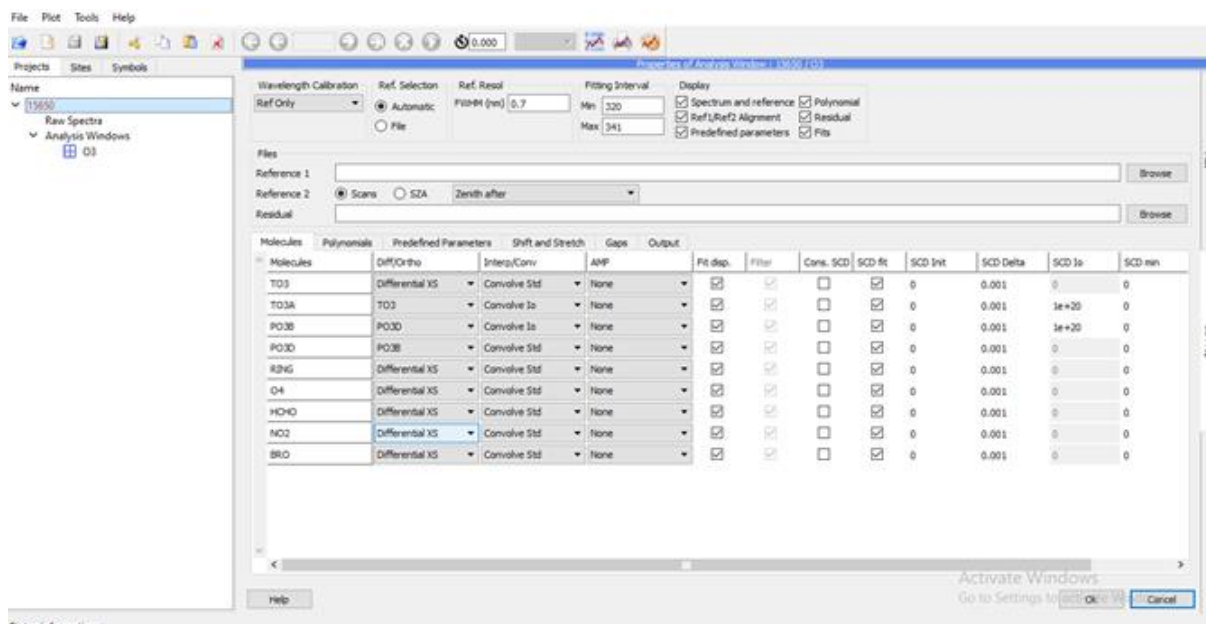 File Plot Tools Help
0.000
Projects Sites Symbols
Properties of Analysis Window : 15650 / O3
Name
15650
Raw Spectra
Analysis Windows
O3
Wavelength Calibration Ref. Selection Ref. Resol Fitting Interval Display
Ref Only Automatic FWHM (nm) 0.7 Min 320 Spectrum and reference Polynomial
File Max 341 Ref1/Ref2 Alignment Residual
Predefined parameters Fits
Files
Reference 1 Browse
Reference 2 Scans SZA Zenith after
Residual Browse
Molecules Polynomials Predefined Parameters Shift and Stretch Gaps Output
Molecules Diff/Ortho Interp/Conv AMF Fit disp. Filter Cons. SCD SCD fit SCD Init SCD Delta SCD Io SCD min
TO3 Differential XS Convolve Std None 0 0.001 0 0
TO3A TO3 Convolve Io None 0 0.001 1e+20 0
PO3B PO3D Convolve Io None 0 0.001 1e+20 0
PO3D PO3B Convolve Std None 0 0.001 0 0
RING Differential XS Convolve Std None 0 0.001 0 0
O4 Differential XS Convolve Std None 0 0.001 0 0
HCHO Differential XS Convolve Std None 0 0.001 0 0
NO2 Differential XS Convolve Std None 0 0.001 0 0
BRO Differential XS Convolve Std None 0 0.001 0 0
Activate Windows
Go to Settings to
Help Ok Cancel